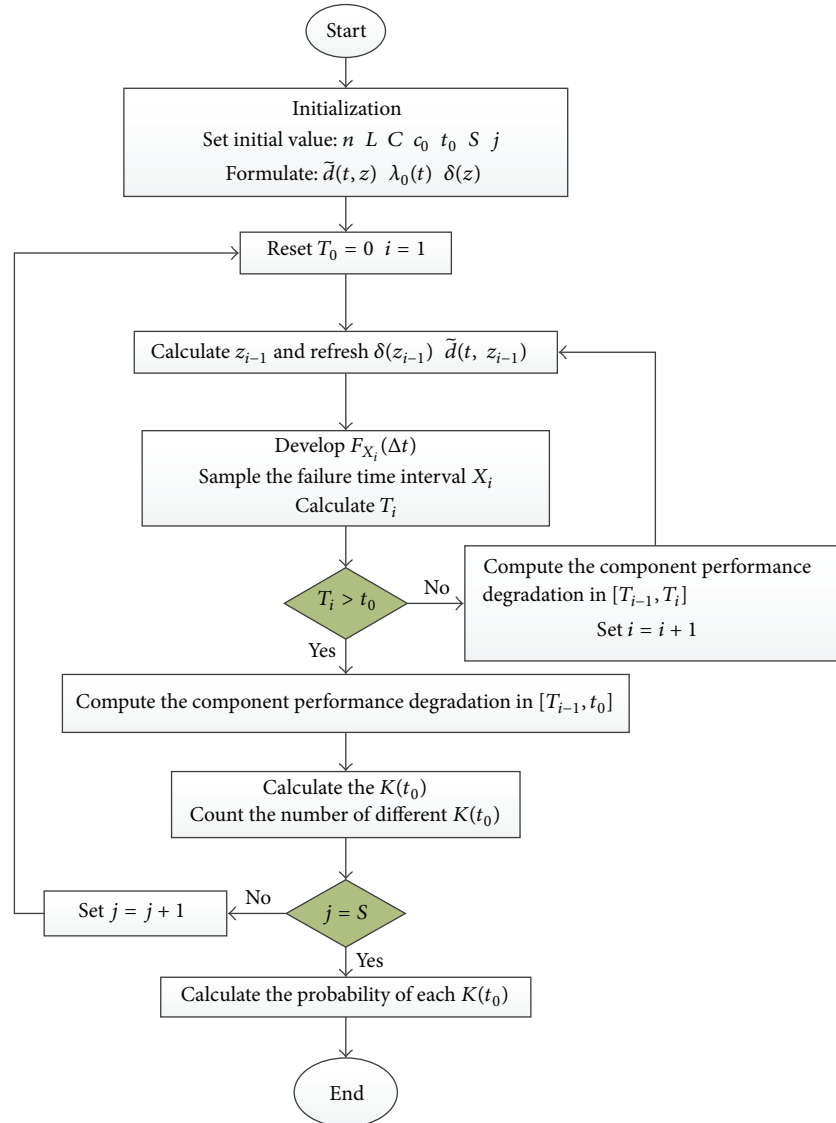 Start
Initialization
Set initial value: n L C c₀ t₀ S j
Formulate: d̃(t, z) λ₀(t) δ(z)
Reset T₀ = 0 i = 1
Calculate zᵢ₋₁ and refresh δ(zᵢ₋₁) d̃(t, zᵢ₋₁)
Develop F_{Xᵢ}(Δt)
Sample the failure time interval Xᵢ
Calculate Tᵢ
Tᵢ > t₀
No
Compute the component performance
degradation in [Tᵢ₋₁, Tᵢ]
Set i = i + 1
Yes
Compute the component performance degradation in [Tᵢ₋₁, t₀]
Calculate the K(t₀)
Count the number of different K(t₀)
Set j = j + 1
No
j = S
Yes
Calculate the probability of each K(t₀)
End